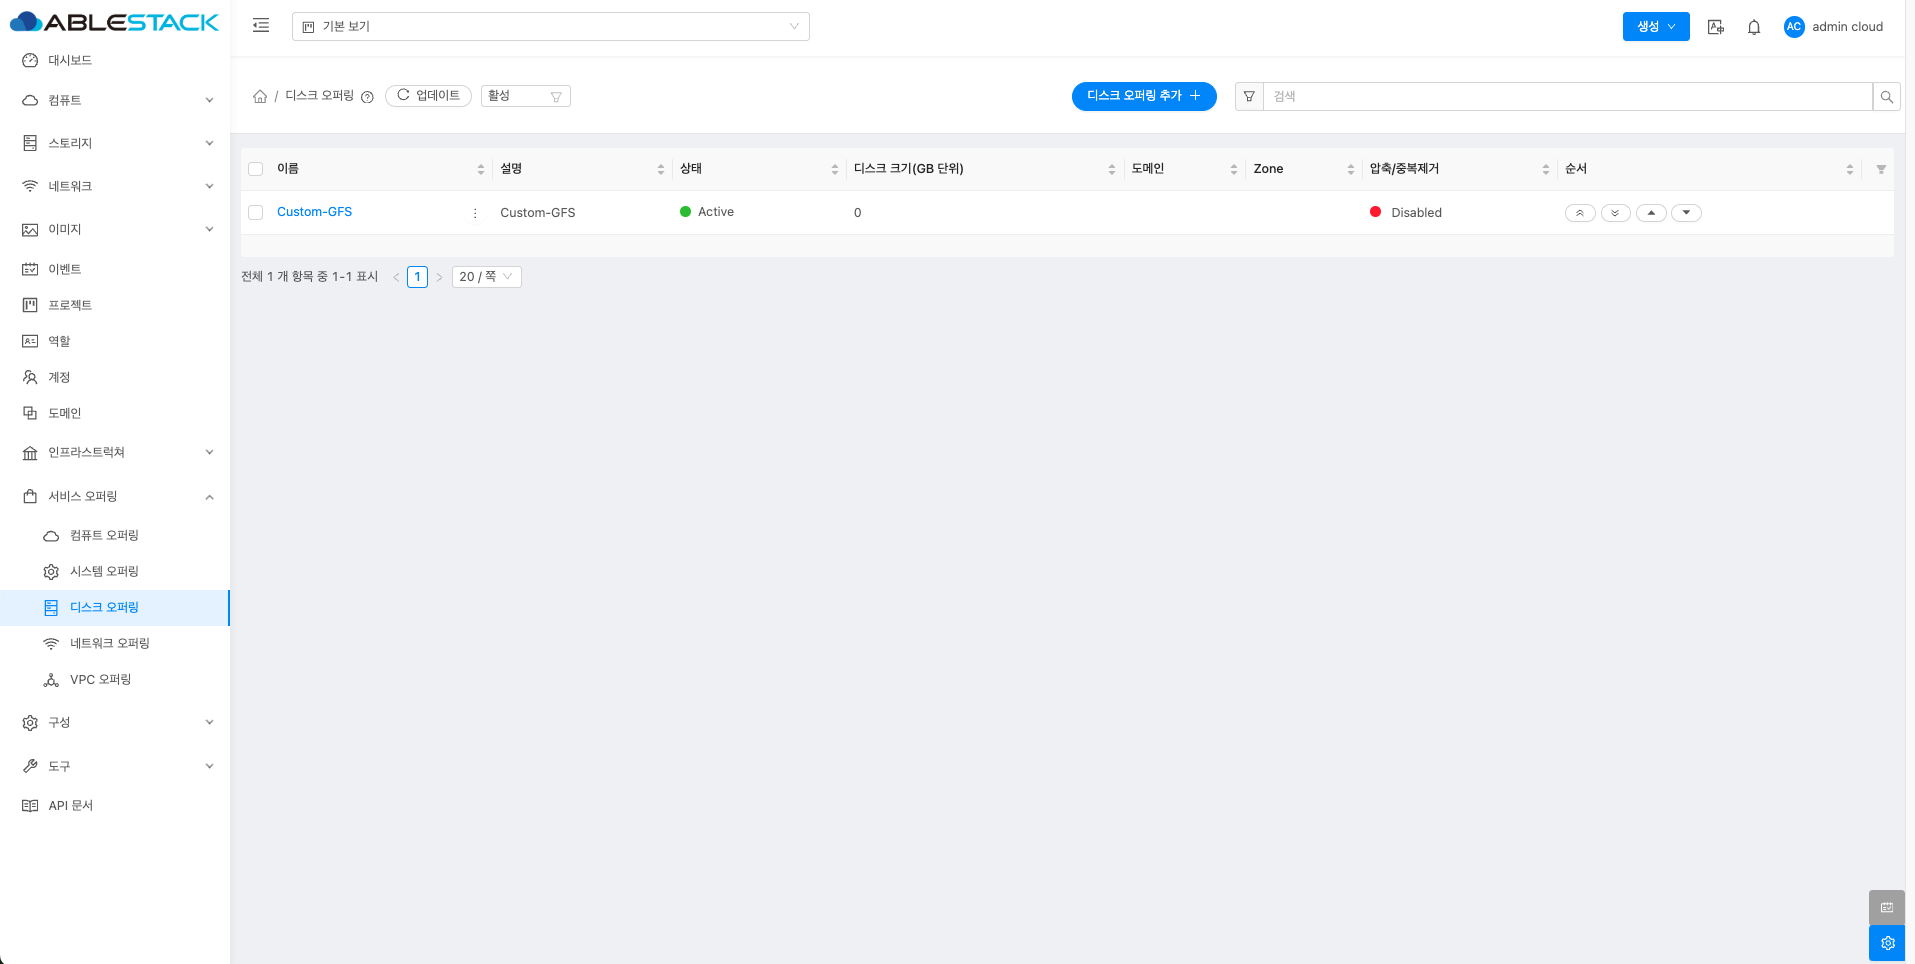 ABLESTACK
기본 보기
생성
AC admin cloud
대시보드
컴퓨트
스토리지
네트워크
이미지
이벤트
프로젝트
역할
계정
도메인
인프라스트럭쳐
서비스 오퍼링
컴퓨트 오퍼링
시스템 오퍼링
디스크 오퍼링
네트워크 오퍼링
VPC 오퍼링
구성
도구
API 문서
/ 디스크 오퍼링 업데이트 활성
디스크 오퍼링 추가 검색
이름 설명 상태 디스크 크기(GB 단위) 도메인 Zone 압축/중복제거 순서
Custom-GFS Custom-GFS Active 0 Disabled
전체 1 개 항목 중 1-1 표시 1 20 / 쪽